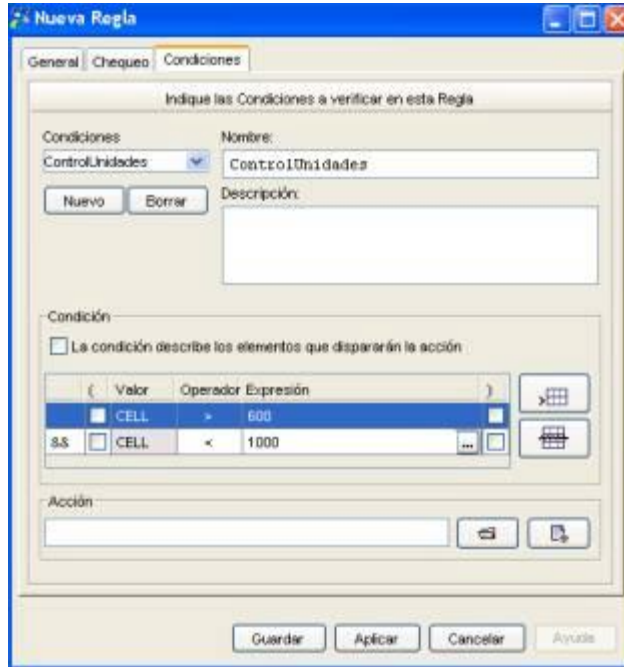 Nueva Regla
General Chequeo Condiciones
Indique las Condiciones a verificar en esta Regla
Condiciones Nombre:
ControlUnidades ControlUnidades
Nuevo Borrar Descripción:
Condición
La condición describe los elementos que dispararán la acción
( Valor Operador Expresión )
CELL > 600
&& CELL < 1000 ...
Acción
Guardar Aplicar Cancelar Ayuda